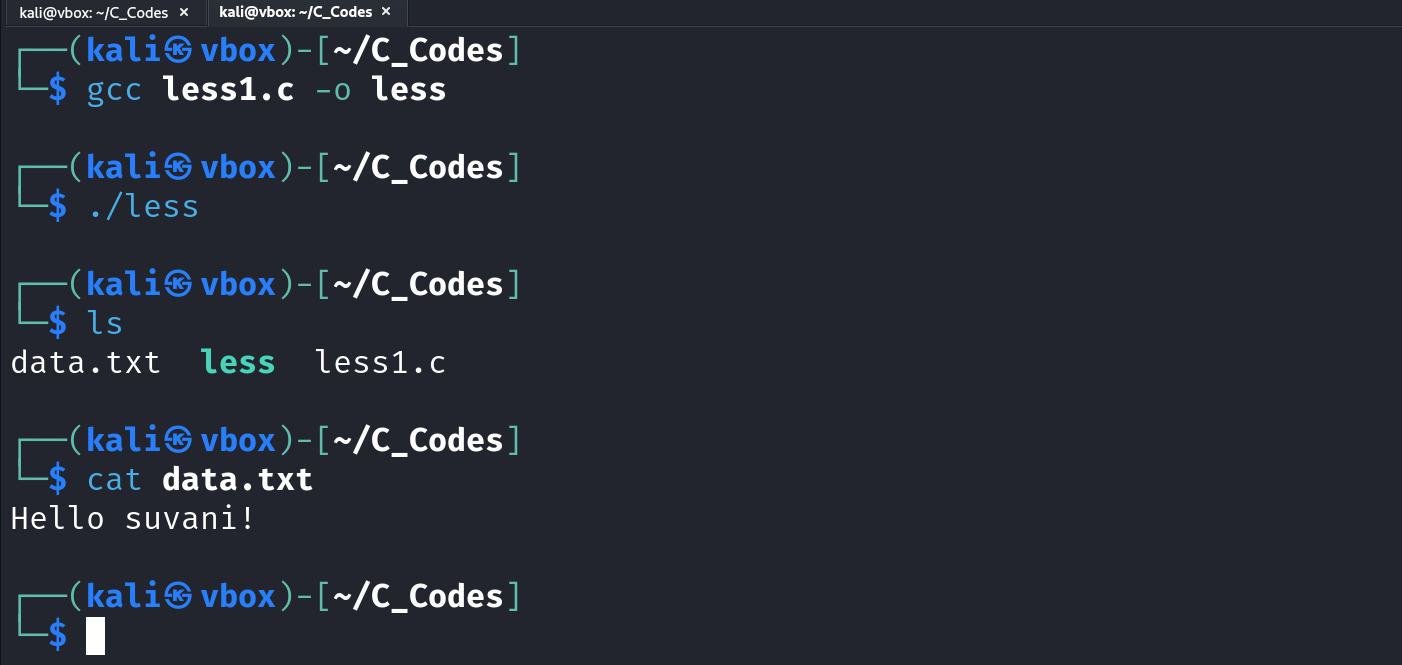 kali@vbox: ~/C_Codes × kali@vbox: ~/C_Codes ×
┌──(kali㉿vbox)-[~/C_Codes]
└─$ gcc less1.c -o less
┌──(kali㉿vbox)-[~/C_Codes]
└─$ ./less
┌──(kali㉿vbox)-[~/C_Codes]
└─$ ls
data.txt  less  less1.c
┌──(kali㉿vbox)-[~/C_Codes]
└─$ cat data.txt
Hello suvani!
┌──(kali㉿vbox)-[~/C_Codes]
└─$